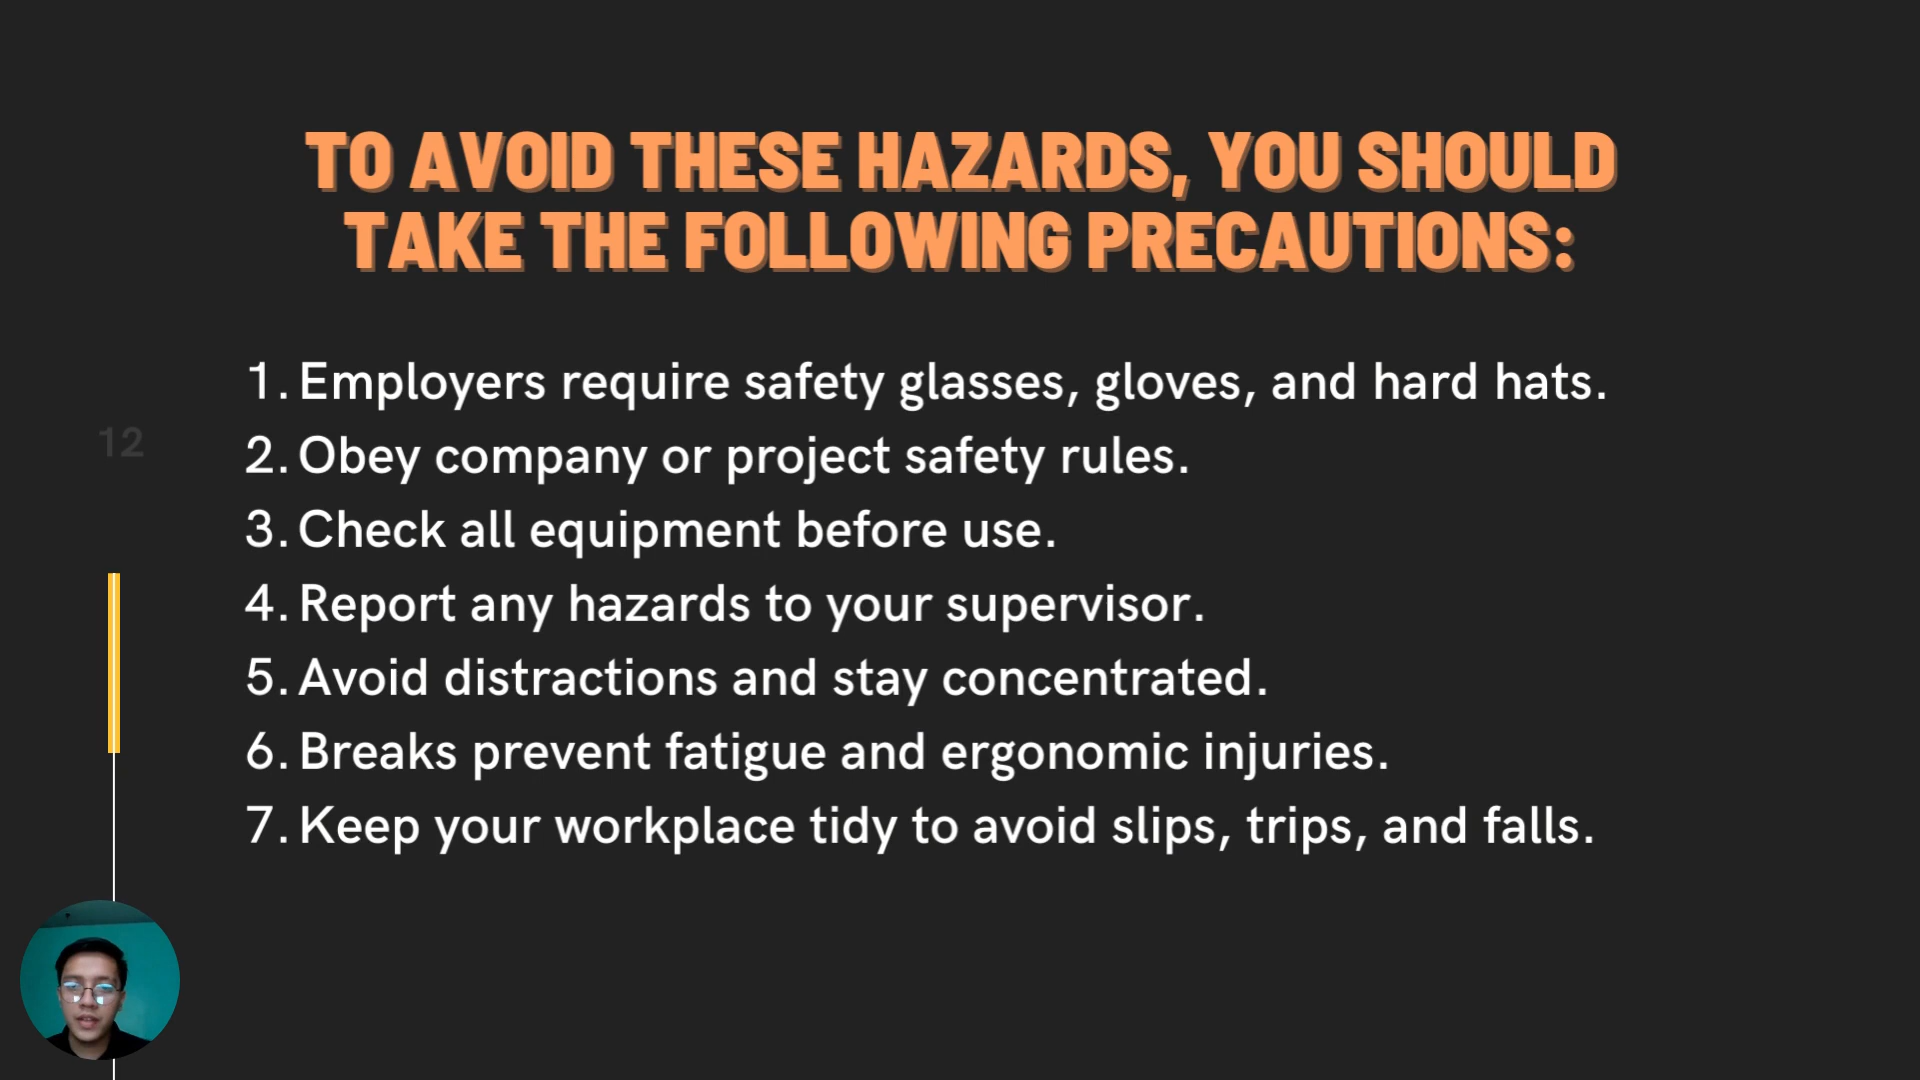 TO AVOID THESE HAZARDS, YOU SHOULD
TAKE THE FOLLOWING PRECAUTIONS:
1. Employers require safety glasses, gloves, and hard hats.
2. Obey company or project safety rules.
3. Check all equipment before use.
4. Report any hazards to your supervisor.
5. Avoid distractions and stay concentrated.
6. Breaks prevent fatigue and ergonomic injuries.
7. Keep your workplace tidy to avoid slips, trips, and falls.
12